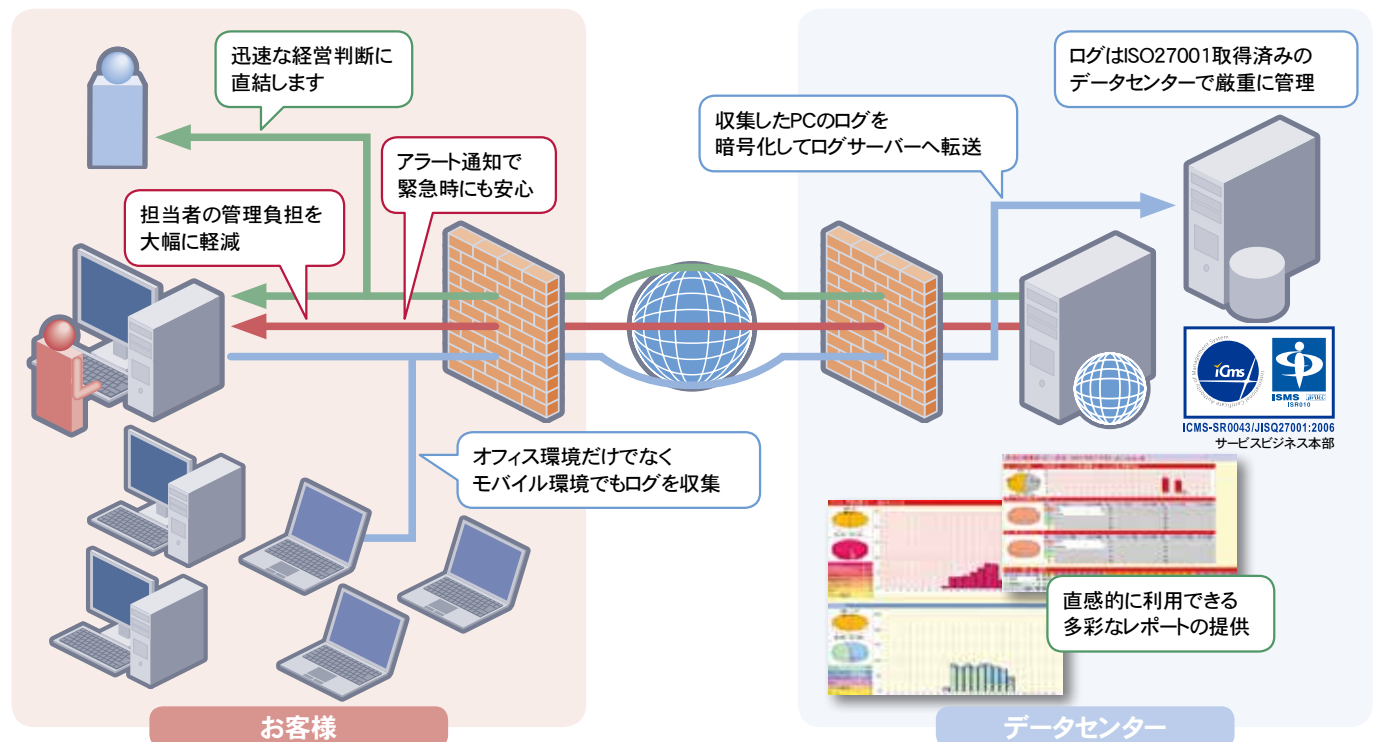 迅速な経営判断に
直結します
アラート通知で
緊急時にも安心
担当者の管理負担を
大幅に軽減
オフィス環境だけでなく
モバイル環境でもログを収集
お客様
ログはISO27001取得済みの
データセンターで厳重に管理
収集したPCのログを
暗号化してログサーバーへ転送
iCms
ISMS
ISR010
ICMS-SR0043/JISQ27001:2006
サービスビジネス本部
直感的に利用できる
多彩なレポートの提供
データセンター